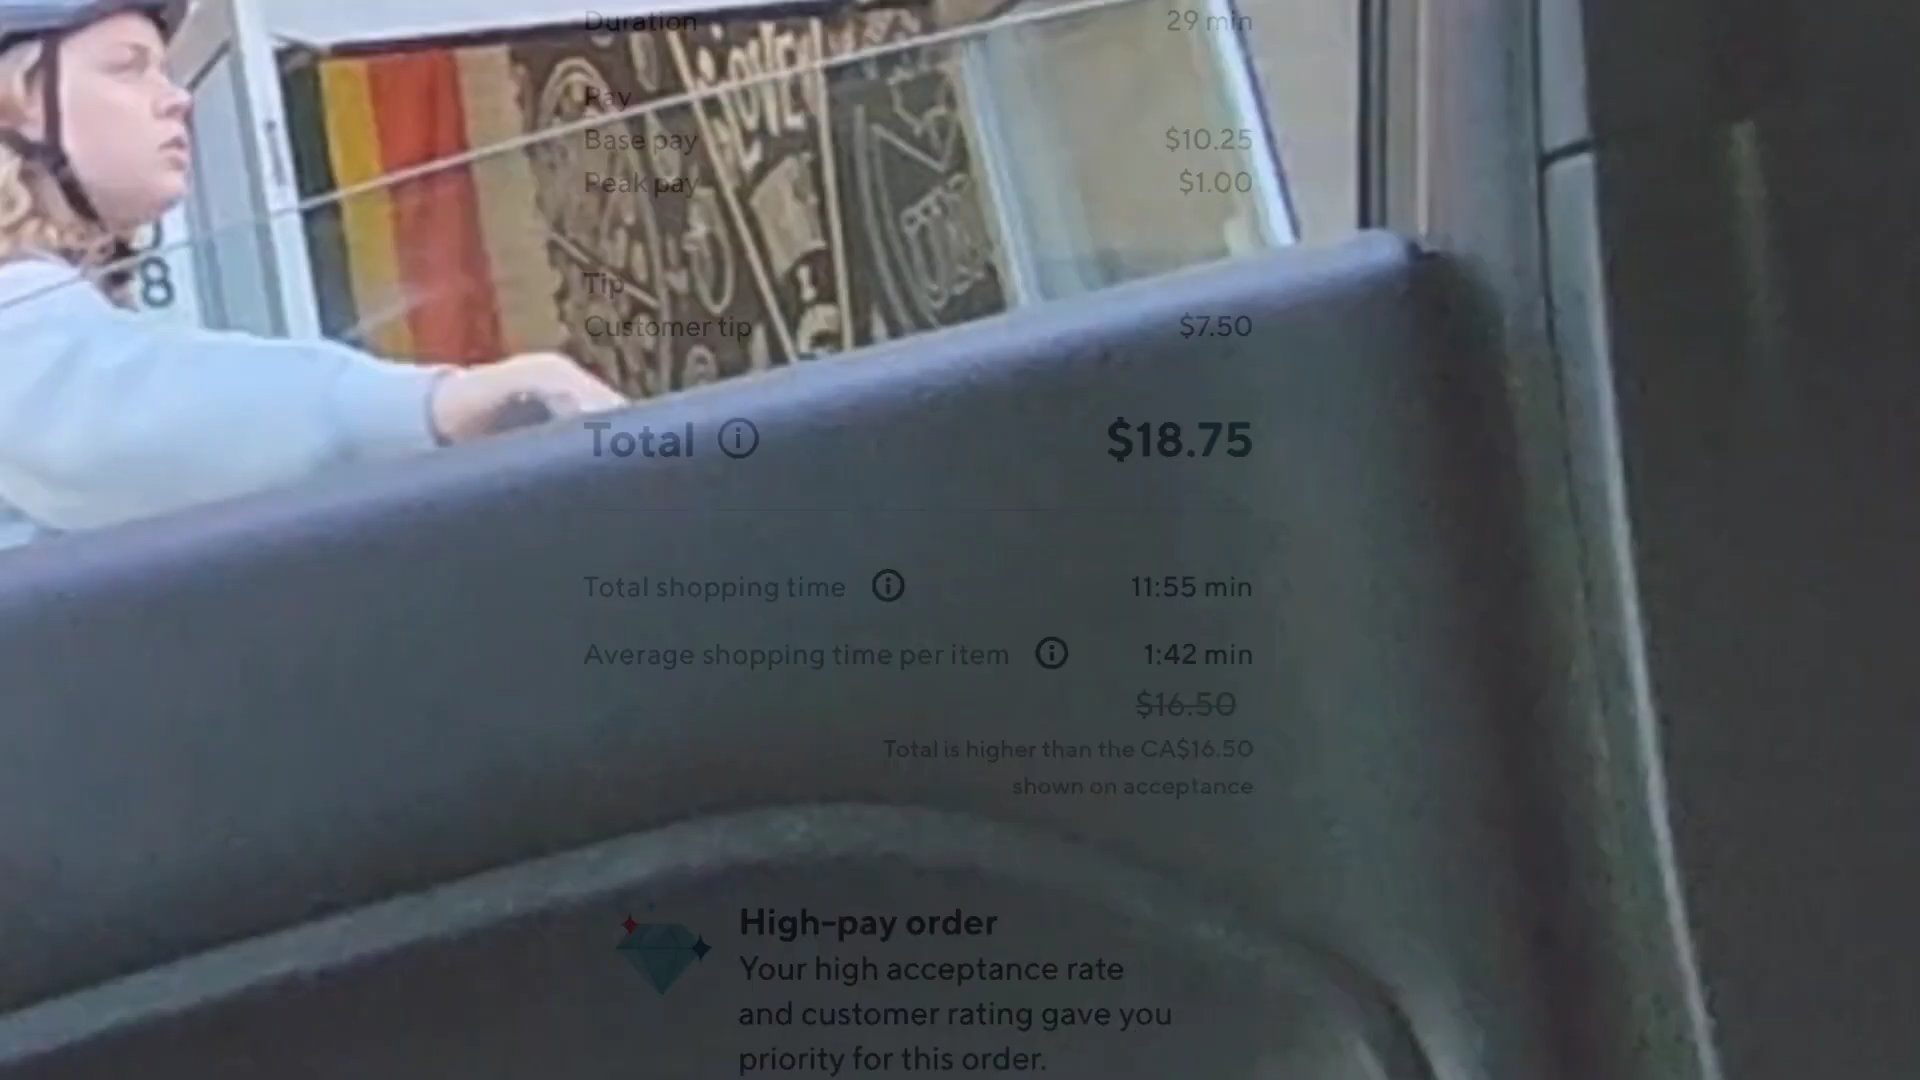 Duration 29 min
Pay
Base pay $10.25
Peak pay $1.00
LOVE
8
Tip
Customer tip $7.50
Total $18.75
Total shopping time 11:55 min
Average shopping time per item 1:42 min
$16.50
Total is higher than the CA$16.50
shown on acceptance
High-pay order
Your high acceptance rate
and customer rating gave you
priority for this order.